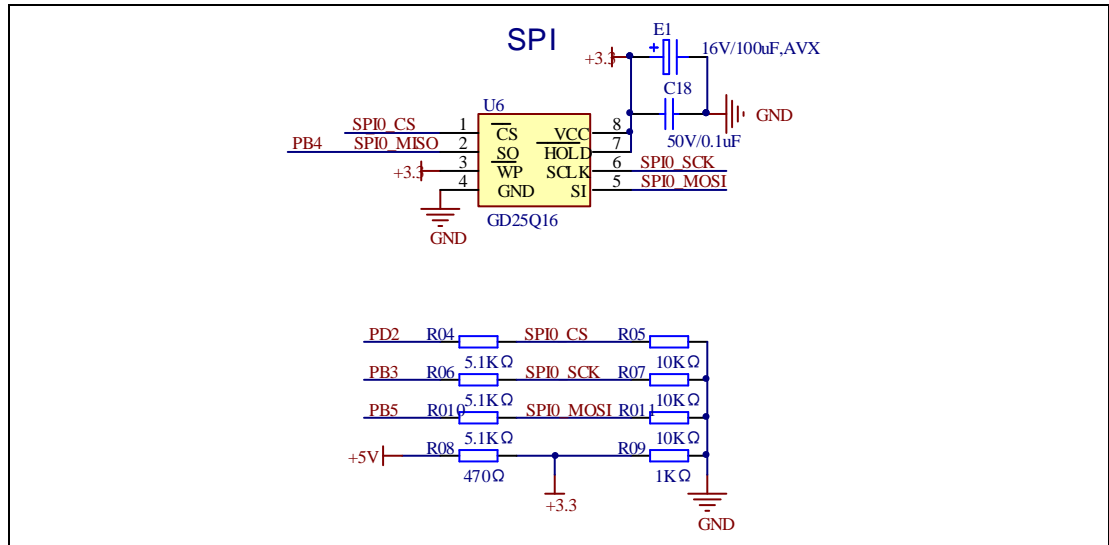 SPI
E1
16V/100uF,AVX
+
+3.3
C18
GND
50V/0.1uF
U6
SPI0_CS 1 CS VCC 8
PB4 SPI0_MISO 2 SO HOLD 7
+3.3 3 WP SCLK 6 SPI0_SCK
4 GND SI 5 SPI0_MOSI
GD25Q16
GND
PD2 R04 SPI0_CS R05
5.1KΩ 10KΩ
PB3 R06 SPI0_SCK R07
5.1KΩ 10KΩ
PB5 R010 SPI0_MOSI R011
5.1KΩ 10KΩ
+5V R08 R09
470Ω 1KΩ
+3.3
GND